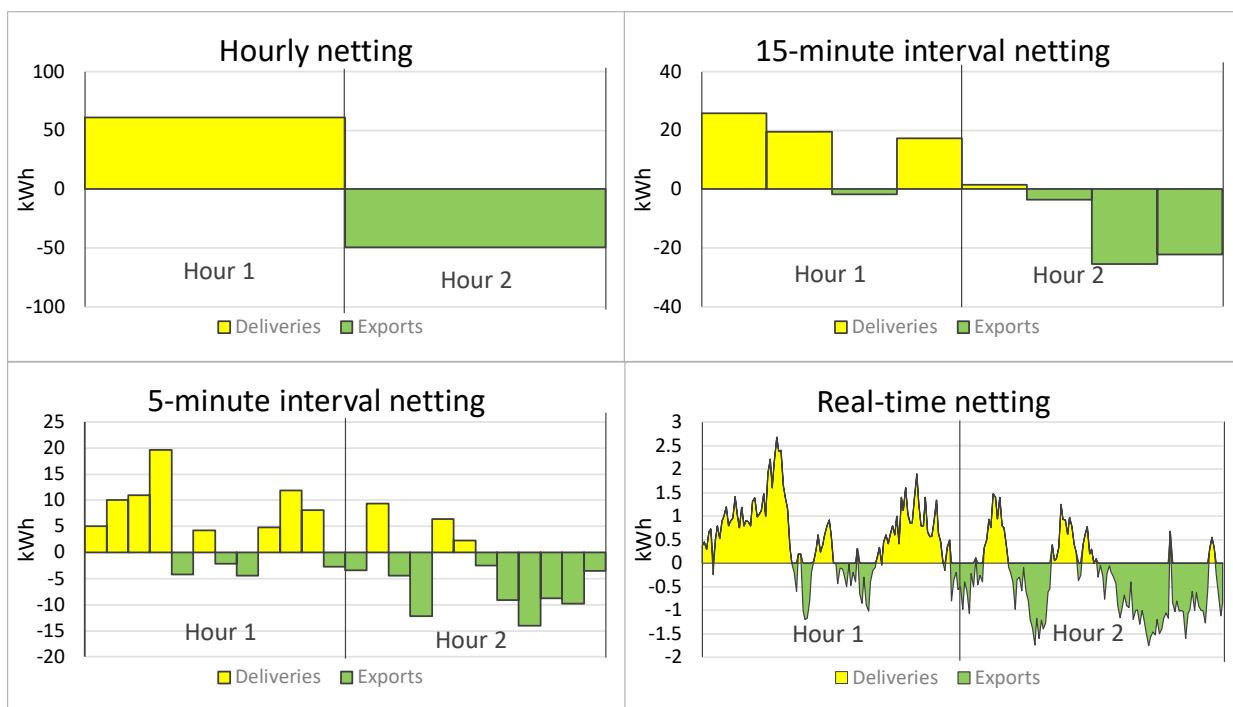 Hourly netting
100
50
0
-50
-100
kWh
Hour 1
Hour 2
Deliveries Exports
15-minute interval netting
40
20
0
-20
-40
kWh
Hour 1
Hour 2
Deliveries Exports
5-minute interval netting
25
20
15
10
5
0
-5
-10
-15
-20
kWh
Hour 1
Hour 2
Deliveries Exports
Real-time netting
3
2.5
2
1.5
1
0.5
0
-0.5
-1
-1.5
-2
kWh
Hour 1
Hour 2
Deliveries Exports